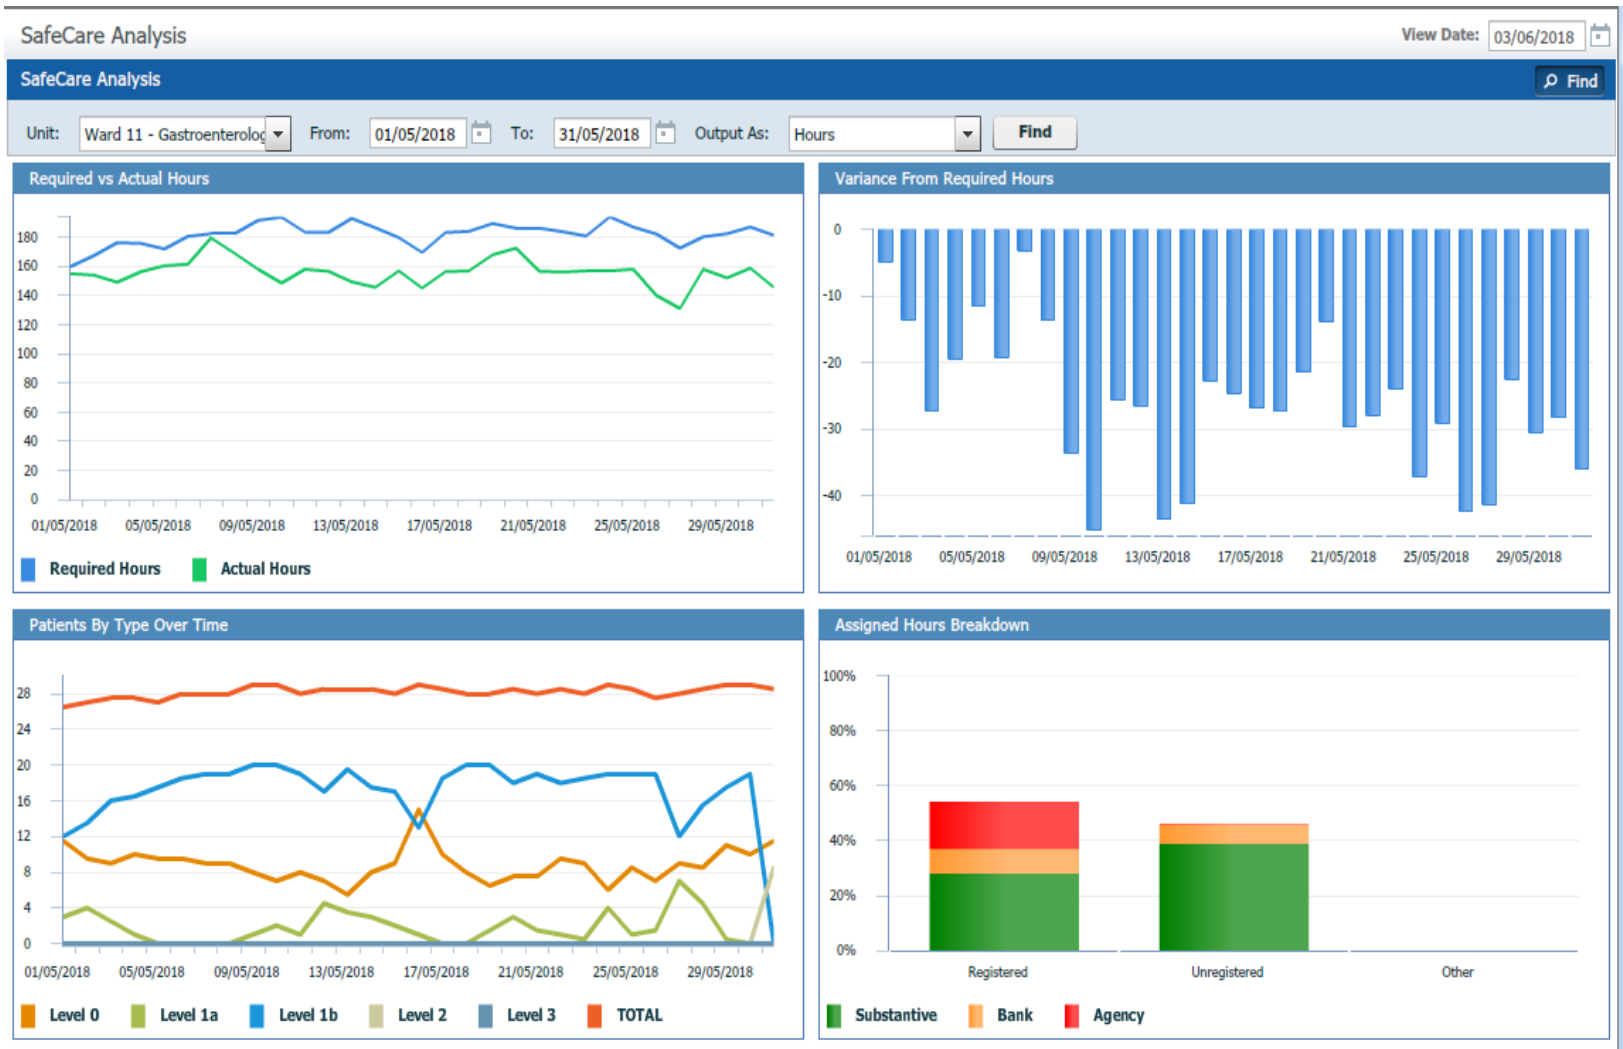 SafeCare Analysis
View Date: 03/06/2018
SafeCare Analysis
Find
Unit: Ward 11 - Gastroenterolog From: 01/05/2018 To: 31/05/2018 Output As: Hours Find
Required vs Actual Hours
180
160
140
120
100
80
60
40
20
0
01/05/2018 05/05/2018 09/05/2018 13/05/2018 17/05/2018 21/05/2018 25/05/2018 29/05/2018
Required Hours Actual Hours
Variance From Required Hours
0
-10
-20
-30
-40
01/05/2018 05/05/2018 09/05/2018 13/05/2018 17/05/2018 21/05/2018 25/05/2018 29/05/2018
Patients By Type Over Time
28
24
20
16
12
8
4
0
01/05/2018 05/05/2018 09/05/2018 13/05/2018 17/05/2018 21/05/2018 25/05/2018 29/05/2018
Level 0 Level 1a Level 1b Level 2 Level 3 TOTAL
Assigned Hours Breakdown
100%
80%
60%
40%
20%
0%
Registered Unregistered Other
Substantive Bank Agency